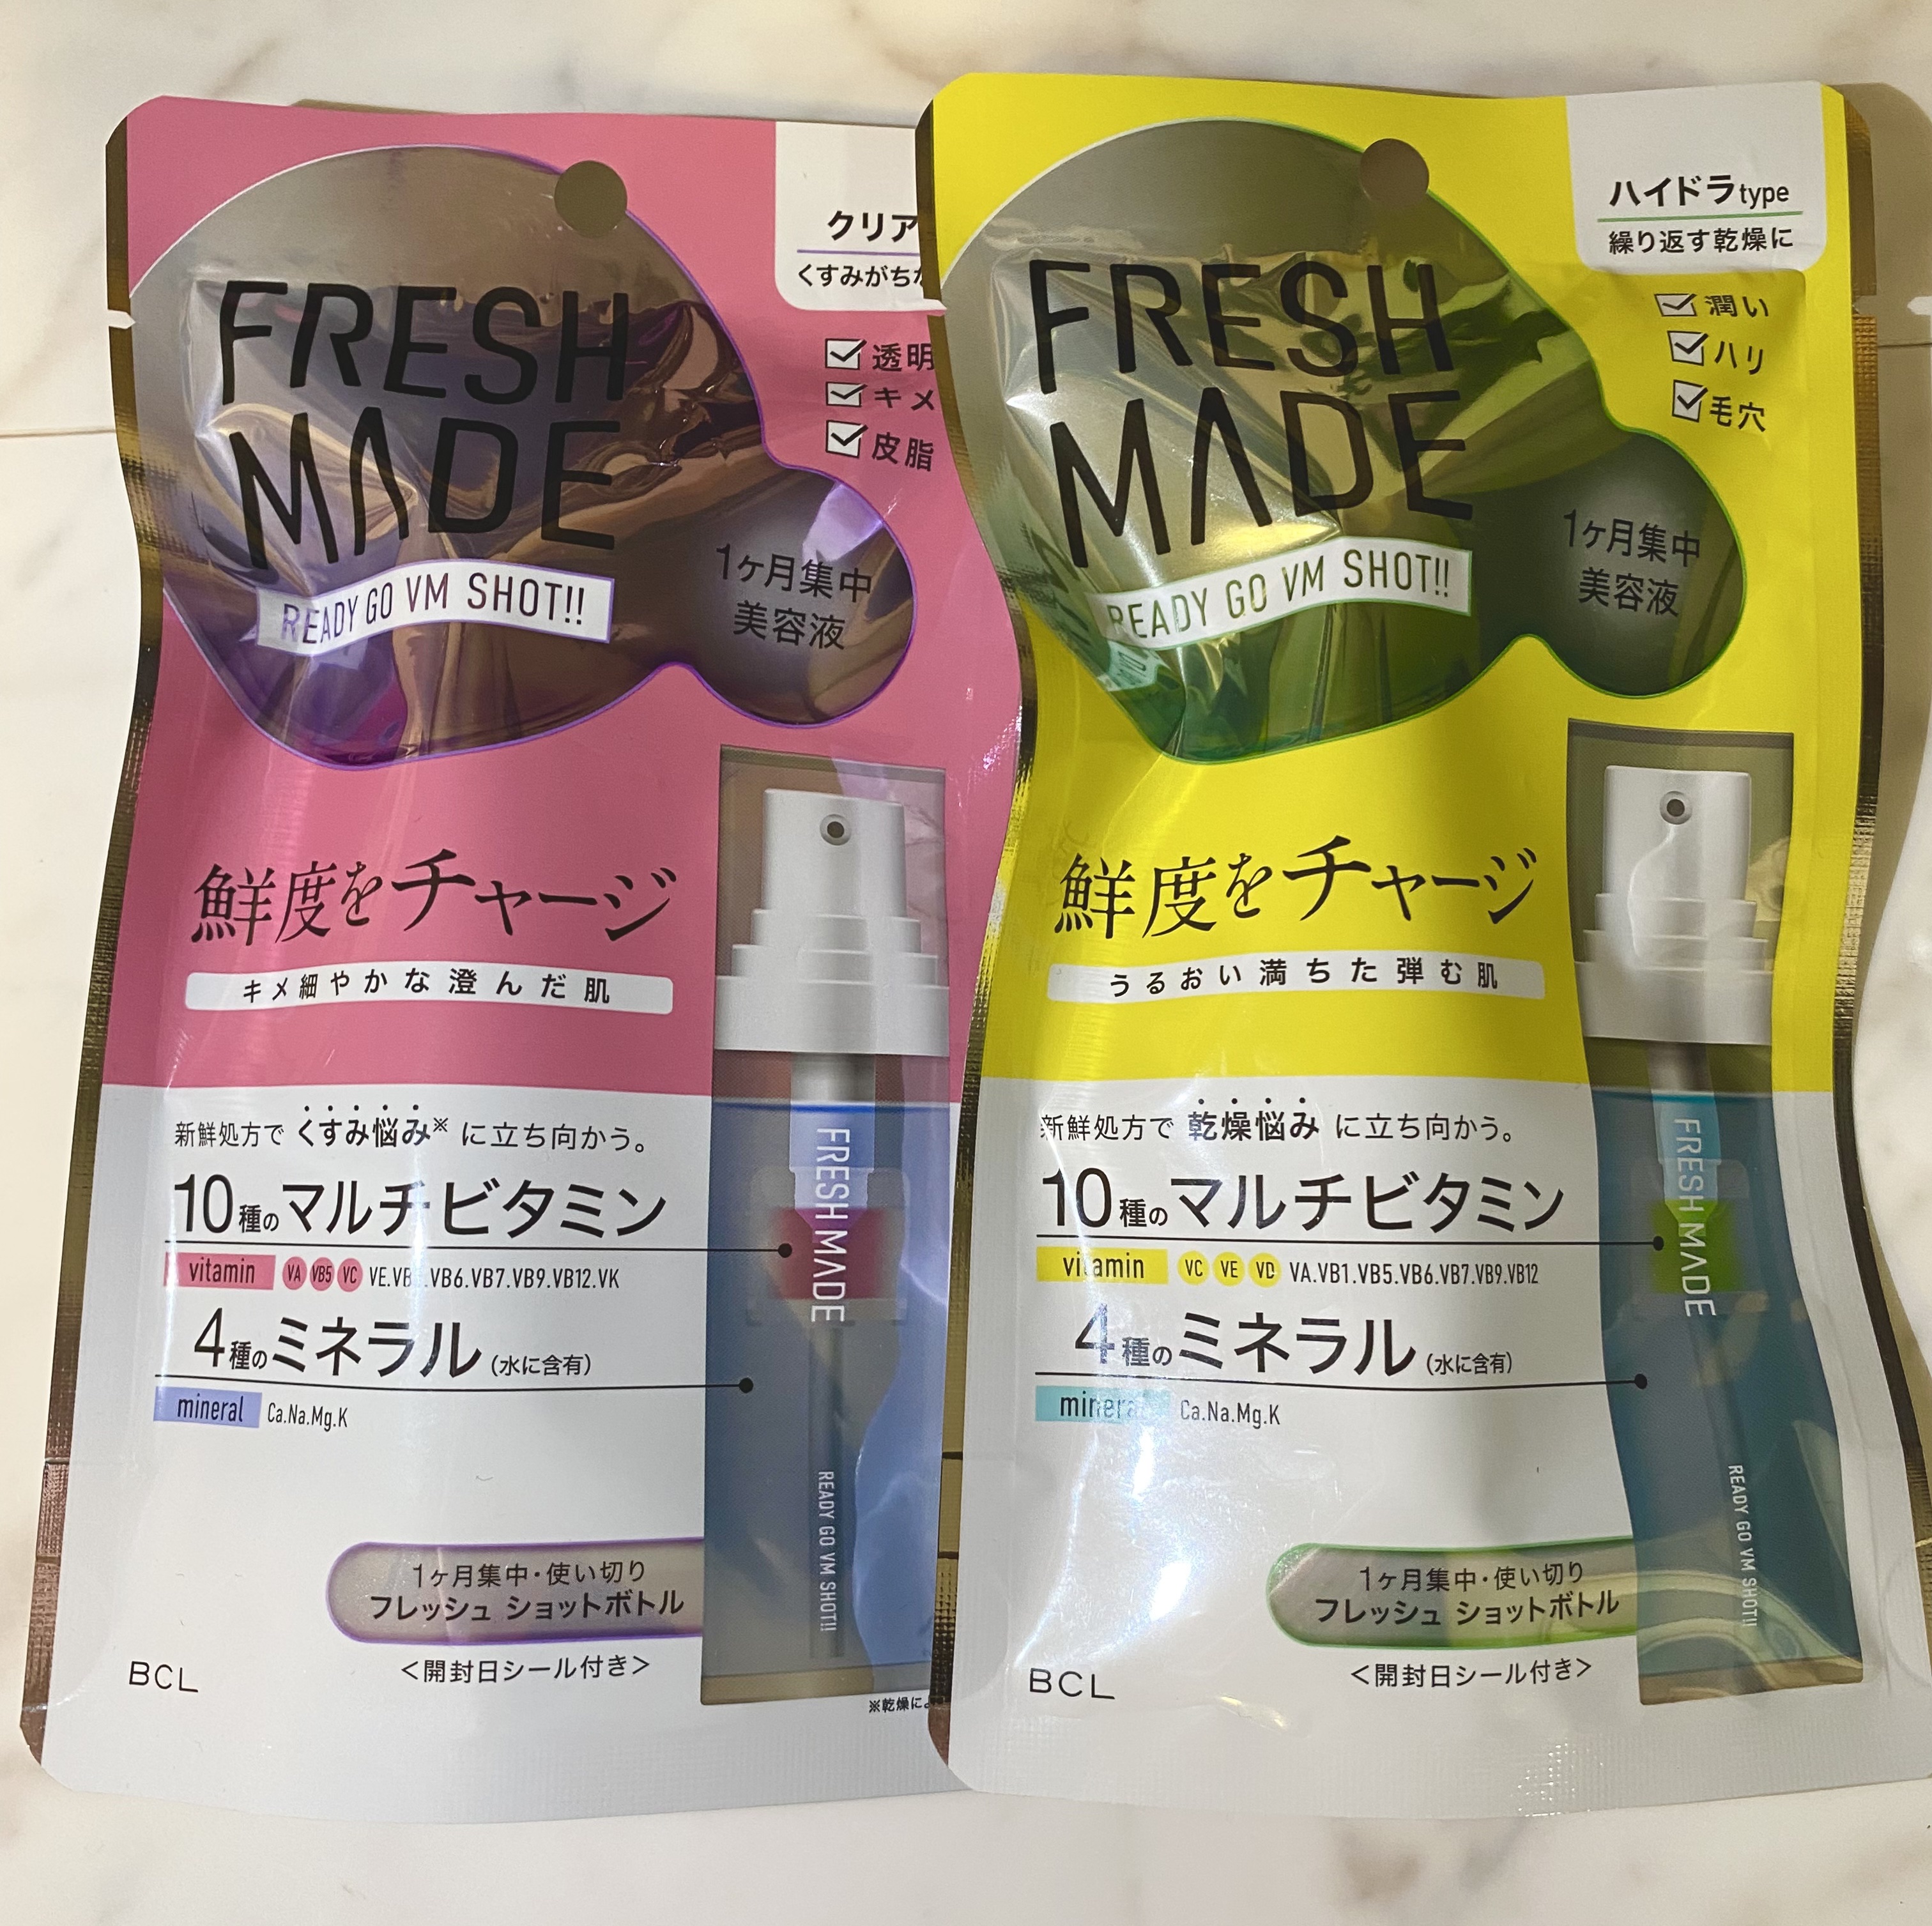 クリア
くすみがちな
透明
キメ
皮脂
FRESH
MADE
READY GO VM SHOT!!
1ヶ月集中
美容液
鮮度をチャージ
キメ細やかな澄んだ肌
新鮮処方でくすみ悩み※に立ち向かう。
10種のマルチビタミン
vitamin VA VB5 VC VE.VB6.VB7.VB9.VB12.VK
4種のミネラル(水に含有)
mineral Ca.Na.Mg.K
FRESH MADE
READY GO VM SHOT!!
1ヶ月集中・使い切り
フレッシュ ショットボトル
<開封日シール付き>
BCL
※乾燥に
ハイドラtype
繰り返す乾燥に
潤い
ハリ
毛穴
FRESH
MADE
READY GO VM SHOT!!
1ヶ月集中
美容液
鮮度をチャージ
うるおい満ちた弾む肌
新鮮処方で乾燥悩みに立ち向かう。
10種のマルチビタミン
vitamin VC VE VD VA.VB1.VB5.VB6.VB7.VB9.VB12
4種のミネラル(水に含有)
mineral Ca.Na.Mg.K
FRESH MADE
READY GO VM SHOT!!
1ヶ月集中・使い切り
フレッシュ ショットボトル
<開封日シール付き>
BCL